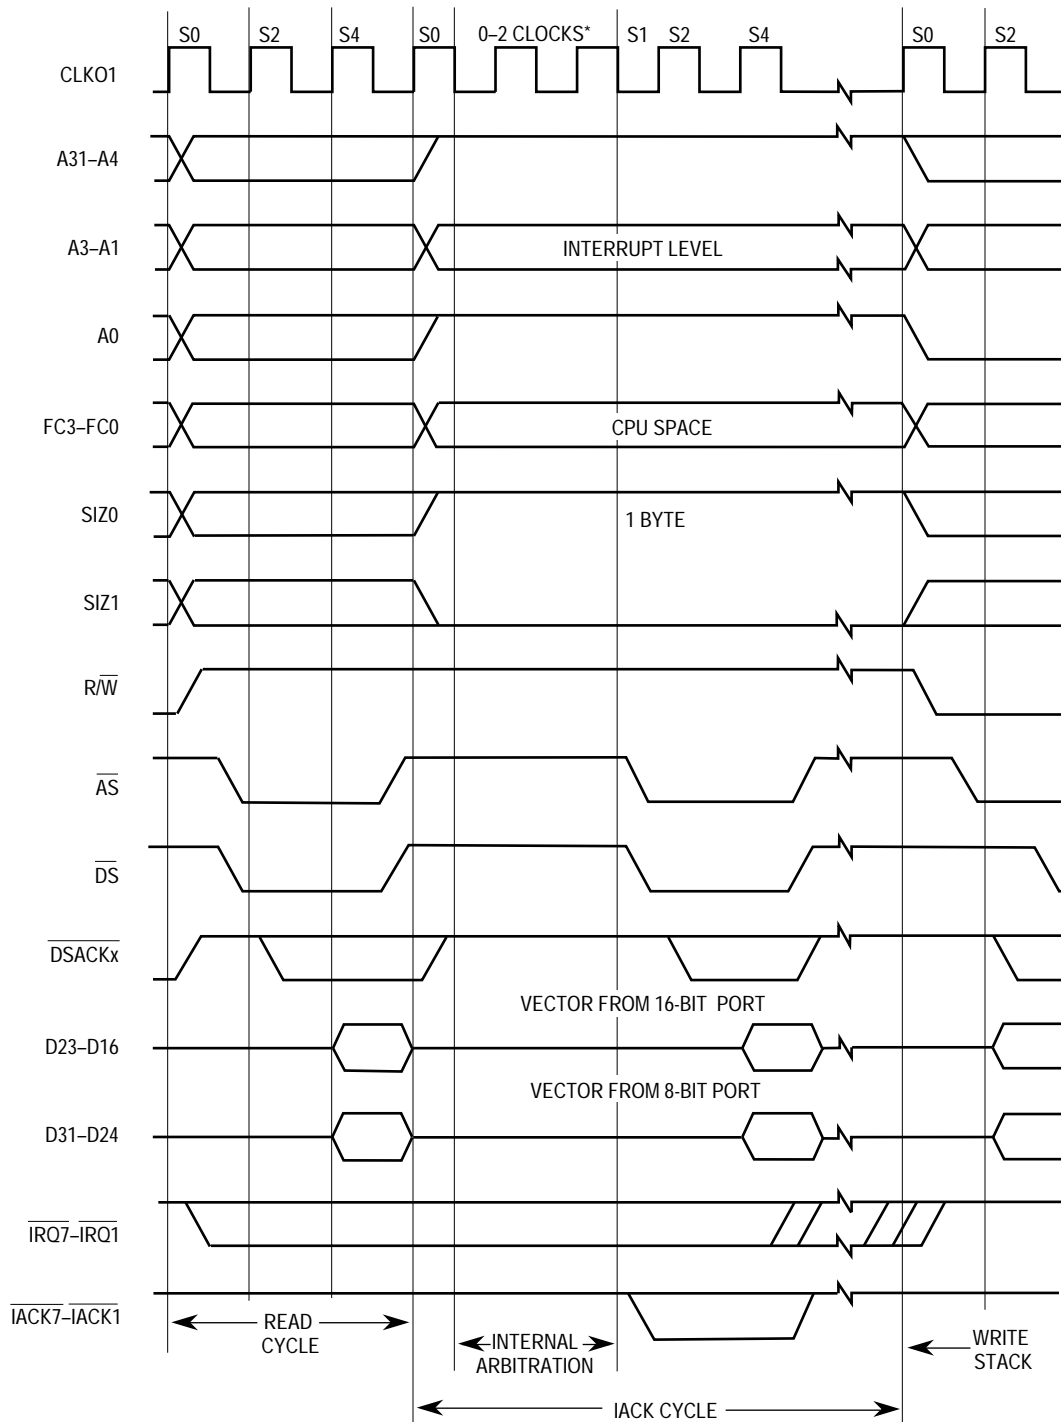 S0 S2 S4 S0 0–2 CLOCKS* S1 S2 S4 S0 S2
CLKO1
A31–A4
A3–A1 INTERRUPT LEVEL
A0
FC3–FC0 CPU SPACE
SIZ0 1 BYTE
SIZ1
R/W
AS
DS
DSACKx
VECTOR FROM 16-BIT PORT
D23–D16
VECTOR FROM 8-BIT PORT
D31–D24
IRQ7–IRQ1
IACK7–IACK1
READ
CYCLE
INTERNAL
ARBITRATION
WRITE
STACK
IACK CYCLE